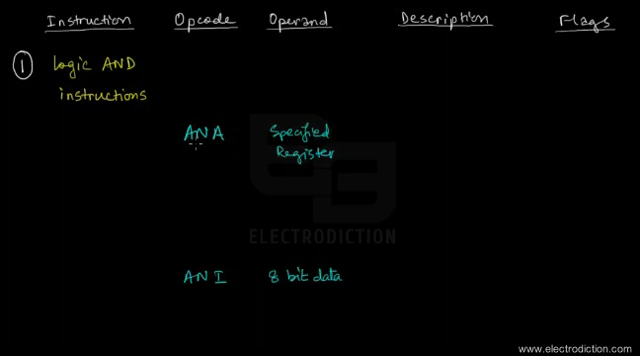 Instruction Opcode Operand Description Flags
1 Logic AND
instructions
ANA Specified
Register
ELECTRODICTION
ANI 8 bit data
www.electrodiction.com